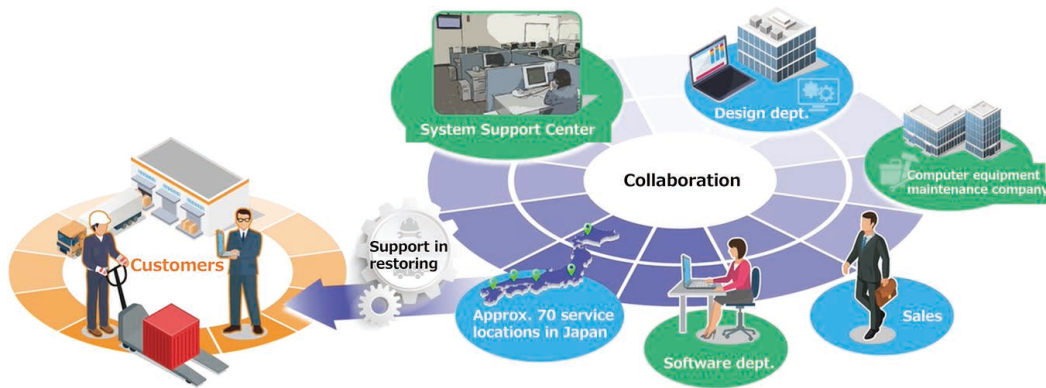 System Support Center
Design dept.
Computer equipment
maintenance company
Collaboration
Customers
Support in
restoring
Approx. 70 service
locations in Japan
Software dept.
Sales